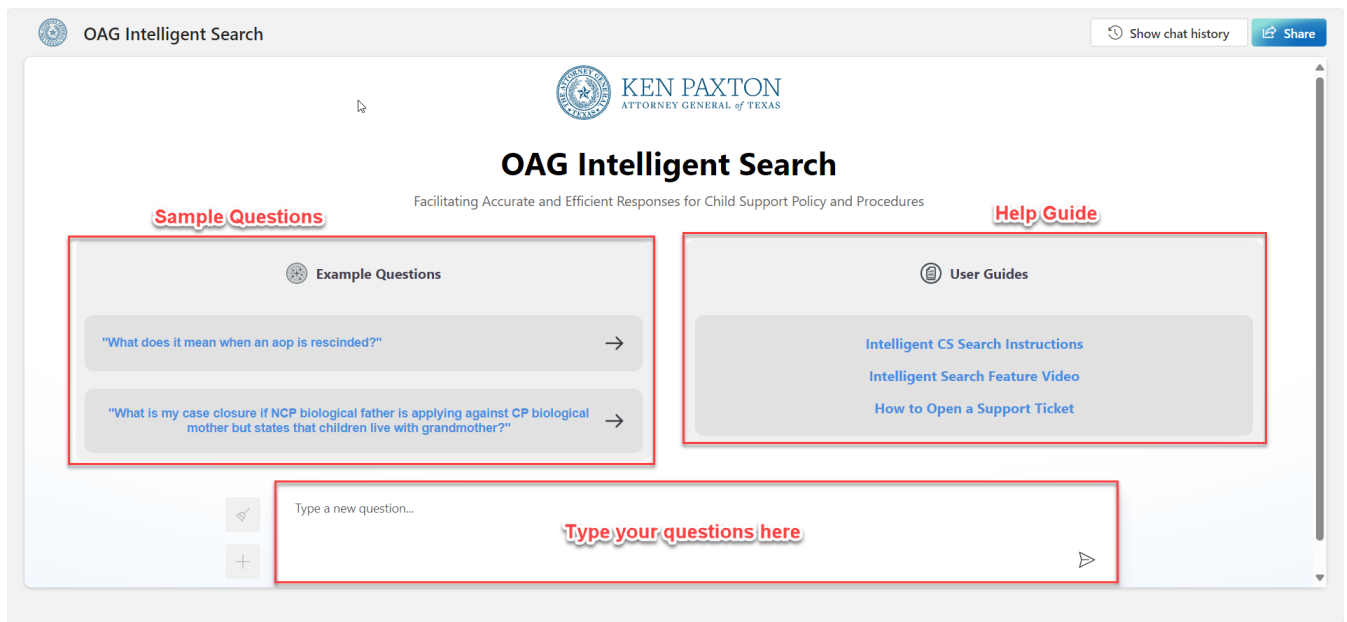 OAG Intelligent Search
Show chat history
Share
THE ATTORNEY GENERAL
TEXAS
KEN PAXTON
ATTORNEY GENERAL of TEXAS
OAG Intelligent Search
Facilitating Accurate and Efficient Responses for Child Support Policy and Procedures
Sample Questions
Help Guide
Example Questions
"What does it mean when an aop is rescinded?"
"What is my case closure if NCP biological father is applying against CP biological
mother but states that children live with grandmother?"
User Guides
Intelligent CS Search Instructions
Intelligent Search Feature Video
How to Open a Support Ticket
Type a new question...
Type your questions here